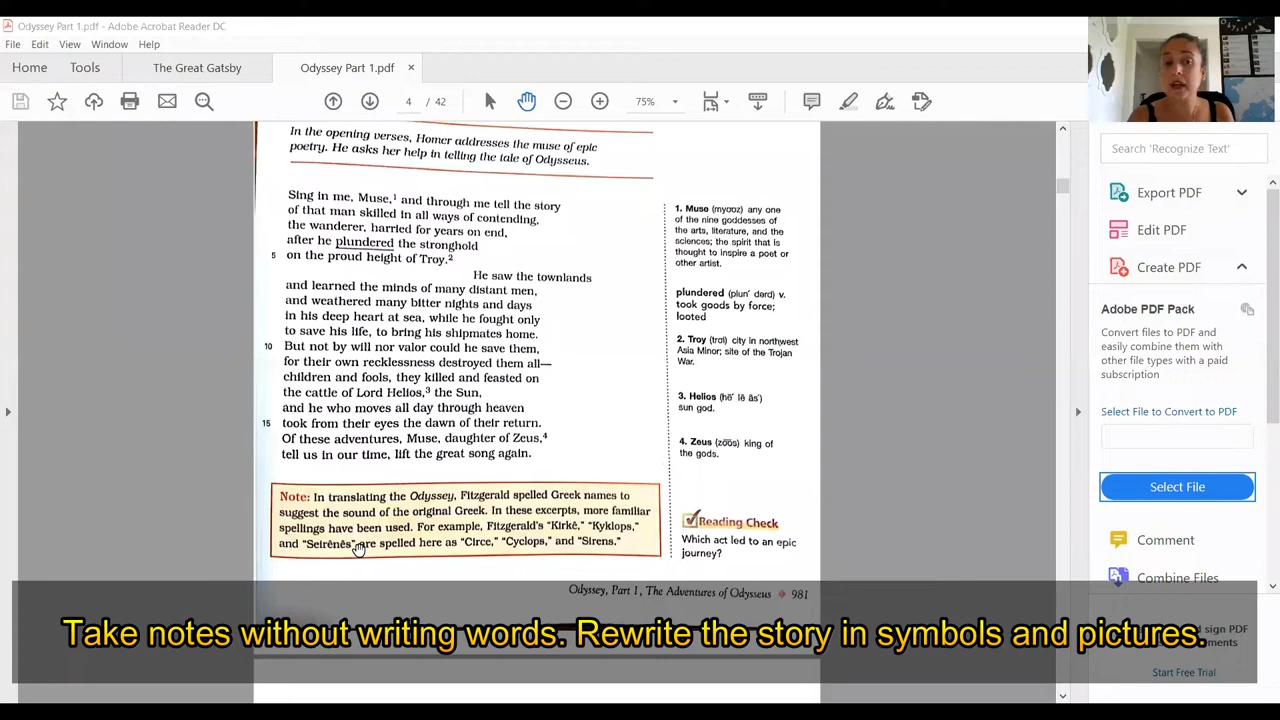 Odyssey Part 1.pdf - Adobe Acrobat Reader DC
File Edit View Window Help
Home Tools The Great Gatsby Odyssey Part 1.pdf ×
4 / 42 75%
In the opening verses, Homer addresses the muse of epic
poetry. He asks her help in telling the tale of Odysseus.
Sing in me, Muse,1 and through me tell the story
of that man skilled in all ways of contending,
the wanderer, harried for years on end,
after he plundered the stronghold
5 on the proud height of Troy.2
He saw the townlands
and learned the minds of many distant men,
and weathered many bitter nights and days
in his deep heart at sea, while he fought only
to save his life, to bring his shipmates home.
10 But not by will nor valor could he save them,
for their own recklessness destroyed them all—
children and fools, they killed and feasted on
the cattle of Lord Helios,3 the Sun,
and he who moves all day through heaven
15 took from their eyes the dawn of their return.
Of these adventures, Muse, daughter of Zeus,4
tell us in our time, lift the great song again.
Note: In translating the Odyssey, Fitzgerald spelled Greek names to
suggest the sound of the original Greek. In these excerpts, more familiar
spellings have been used. For example, Fitzgerald's "Kirkê," "Kyklops,"
and "Seirênês" are spelled here as "Circe," "Cyclops," and "Sirens."
1. Muse (myo͞oz) any one
of the nine goddesses of
the arts, literature, and the
sciences; the spirit that is
thought to inspire a poet or
other artist.
plundered (plun′ dərd) v.
took goods by force;
looted
2. Troy (troi) city in northwest
Asia Minor; site of the Trojan
War.
3. Helios (hē′ lē äs′)
sun god.
4. Zeus (zo͞os) king of
the gods.
Reading Check
Which act led to an epic
journey?
Odyssey, Part 1, The Adventures of Odysseus ◆ 981
Search 'Recognize Text'
Export PDF
Edit PDF
Create PDF
Adobe PDF Pack
Convert files to PDF and
easily combine them with
other file types with a paid
subscription.
Select File to Convert to PDF
Select File
Comment
Combine Files
d sign PDF
ments
Start Free Trial
Take notes without writing words. Rewrite the story in symbols and pictures.